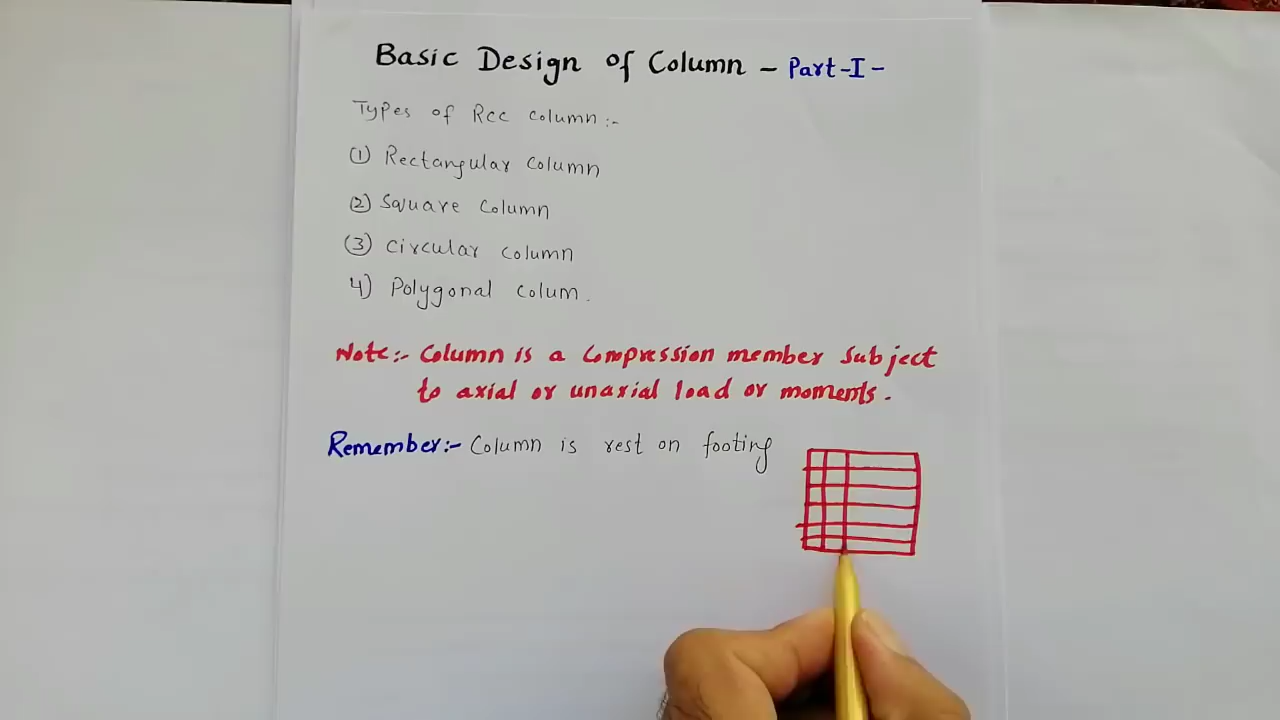 Basic Design of Column - Part-I-
Types of Rcc column:-
① Rectangular column
② Square column
③ circular column
4) Polygonal colum.
Note:- Column is a compression member subject
to axial or unaxial load or moments.
Remember:- Column is rest on footing